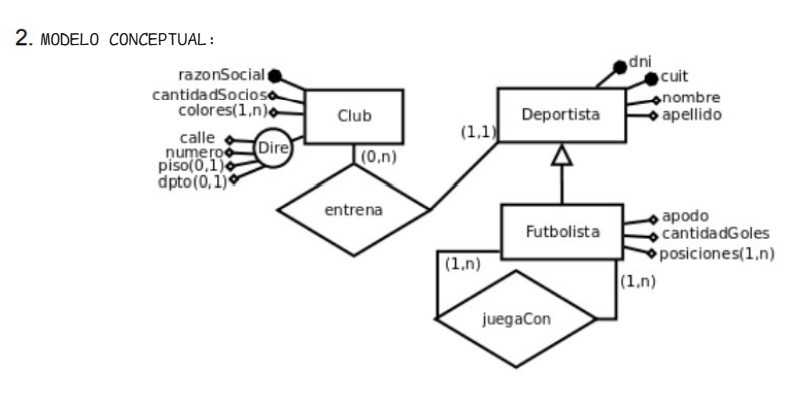 2. MODELO CONCEPTUAL:
razonSocial
cantidadSocios
colores(1,n)
calle
numero
piso(0,1)
dpto(0,1)
Dire
Club
(0,n)
entrena
(1,1)
Deportista
dni
cuit
nombre
apellido
Futbolista
apodo
cantidadGoles
posiciones(1,n)
(1,n)
(1,n)
juegaCon